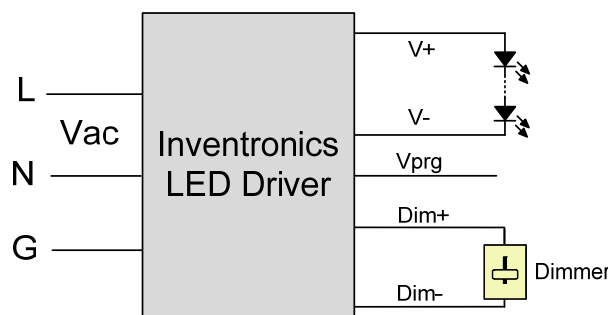 L
Vac
N
G
Inventronics
LED Driver
V+
V-
Vprg
Dim+
Dim-
Dimmer